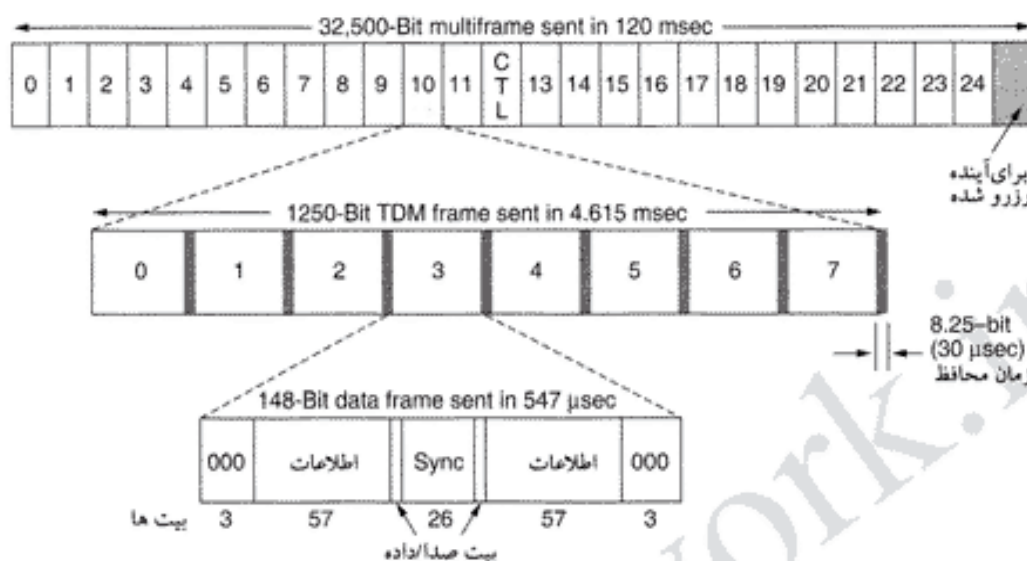 32,500-Bit multiframe sent in 120 msec
0 1 2 3 4 5 6 7 8 9 10 11 CTL 13 14 15 16 17 18 19 20 21 22 23 24
برای‌آینده
رزرو شده
1250-Bit TDM frame sent in 4.615 msec
0 1 2 3 4 5 6 7
8.25-bit
(30 µsec)
زمان محافظ
148-Bit data frame sent in 547 µsec
000 اطلاعات Sync اطلاعات 000
بیت ها 3 57 26 57 3
بیت صدا/داده